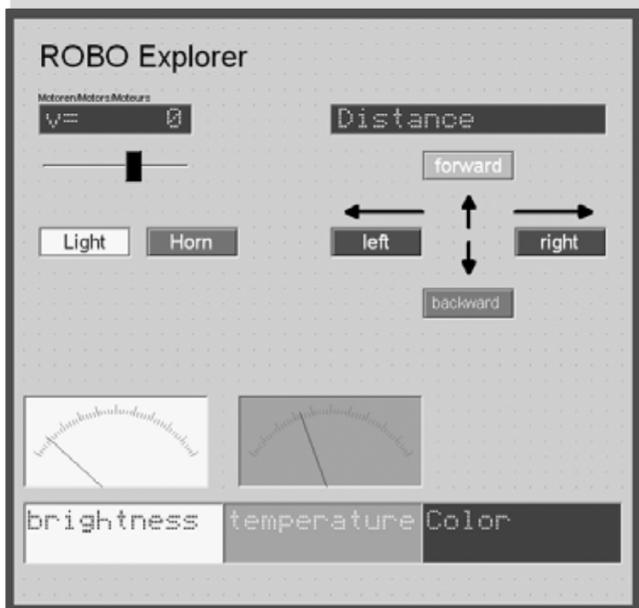 ROBO Explorer
Motoren/Motors/Moteurs
v= 0
Distance
forward
Light
Horn
left
right
backward
brightness
temperature
Color